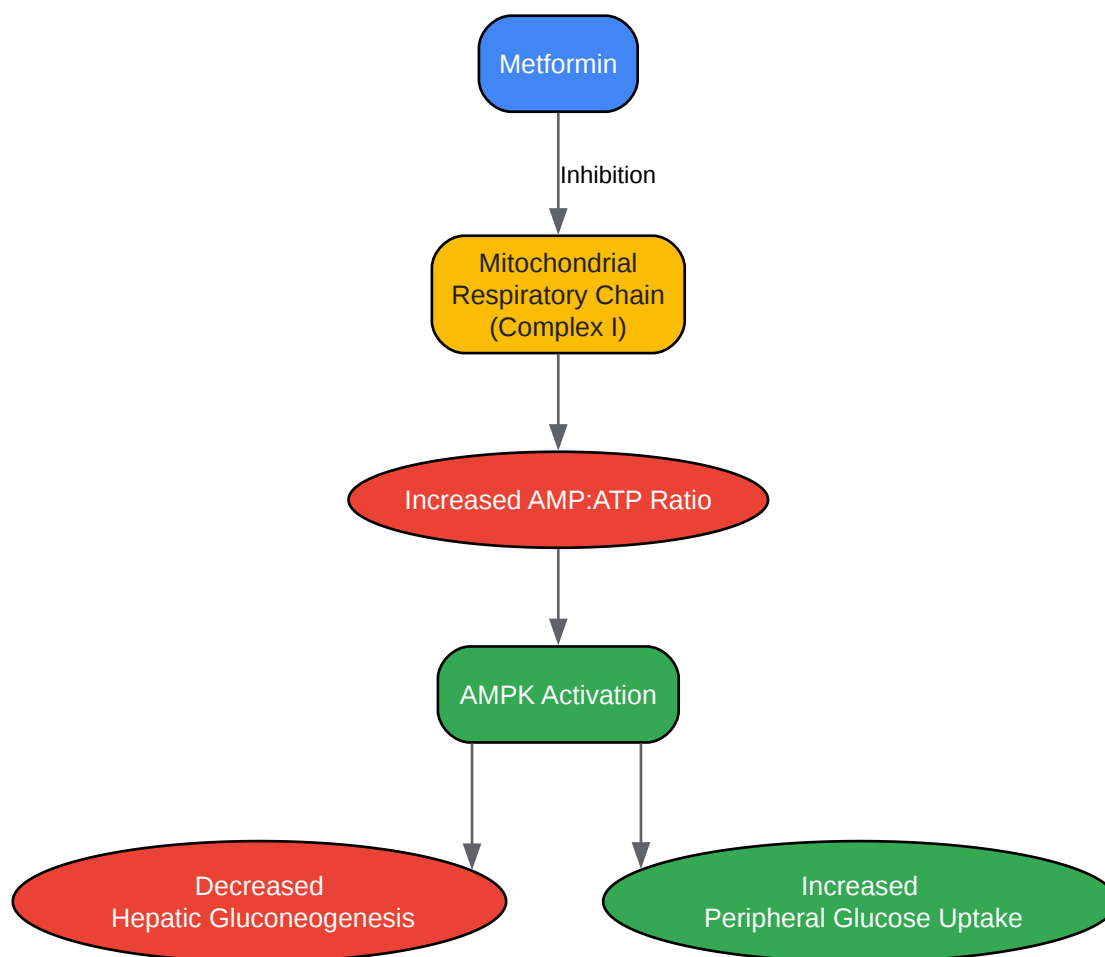 Metformin
Inhibition
Mitochondrial
Respiratory Chain
(Complex I)
Increased AMP:ATP Ratio
AMPK Activation
Decreased
Hepatic Gluconeogenesis
Increased
Peripheral Glucose Uptake